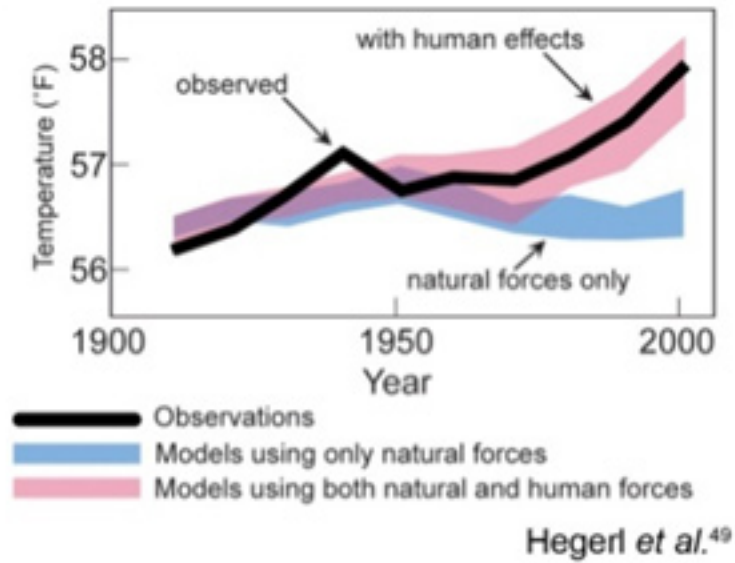 with human effects
58
observed
57
Temperature (˚F)
56
natural forces only
1900 1950 2000
Year
Observations
Models using only natural forces
Models using both natural and human forces
Hegerl et al.49